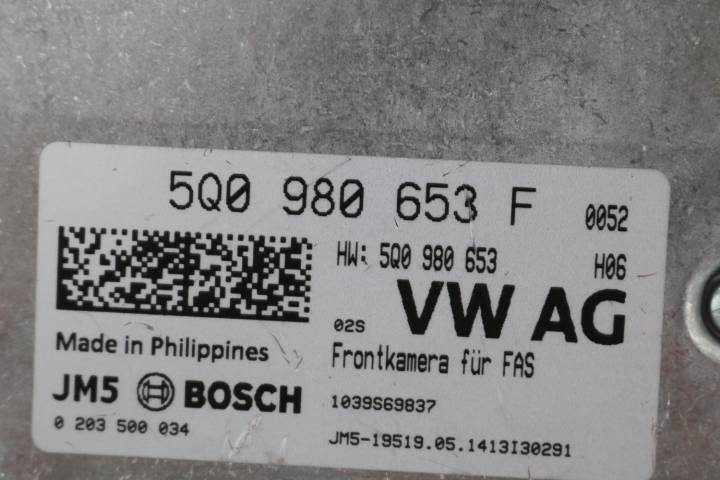 5Q0 980 653 F 0052
HW: 5Q0 980 653 H06
02S VW AG
Made in Philippines
Frontkamera für FAS
JM5 BOSCH
1039S69837
0 203 500 034
JM5-19519.05.1413I30291